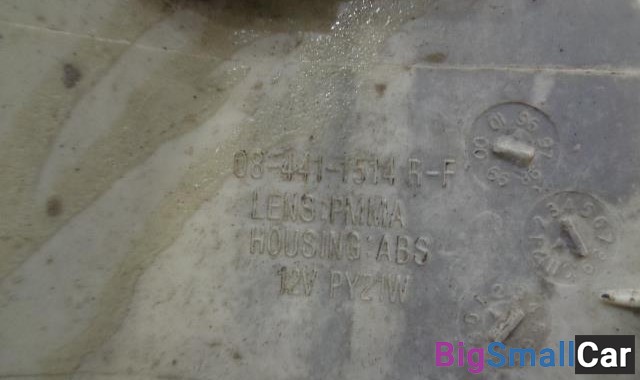 08-441-1514 R-F
LENS:PMMA
HOUSING:ABS
12V PY21W
BigSmallCar